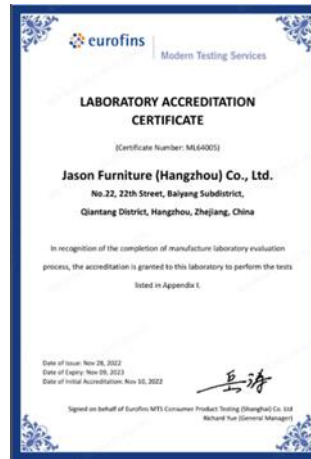 eurofins
Modern Testing Services
LABORATORY ACCREDITATION
CERTIFICATE
(Certificate Number: ML64005)
Jason Furniture (Hangzhou) Co., Ltd.
No.22, 22th Street, Baiyang Subdistrict,
Qiantang District, Hangzhou, Zhejiang, China
In recognition of the completion of manufacture laboratory evaluation
process, the accreditation is granted to this laboratory to perform the tests
listed in Appendix I.
Date of Issue: Nov 28, 2022
Date of Expiry: Nov 09, 2023
Date of Initial Accreditation: Nov 10, 2022
Signed on behalf of Eurofins MTS Consumer Product Testing (Shanghai) Co. Ltd
Richard Yue (General Manager)